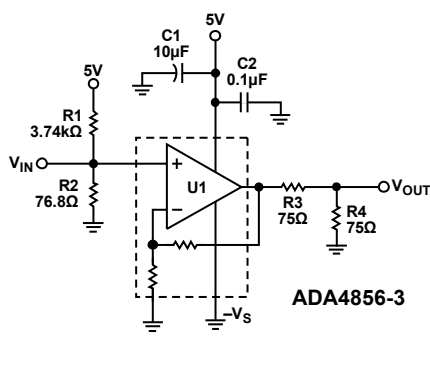 C1
10µF
5V
C2
0.1µF
5V
R1
3.74kΩ
VIN
R2
76.8Ω
+
U1
−
R3
75Ω
VOUT
R4
75Ω
−VS
ADA4856-3